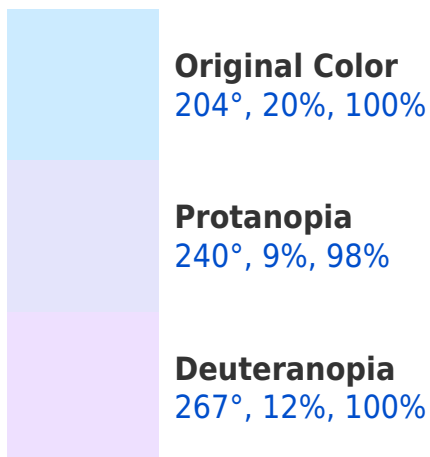 Original Color
204°, 20%, 100%
Protanopia
240°, 9%, 98%
Deuteranopia
267°, 12%, 100%